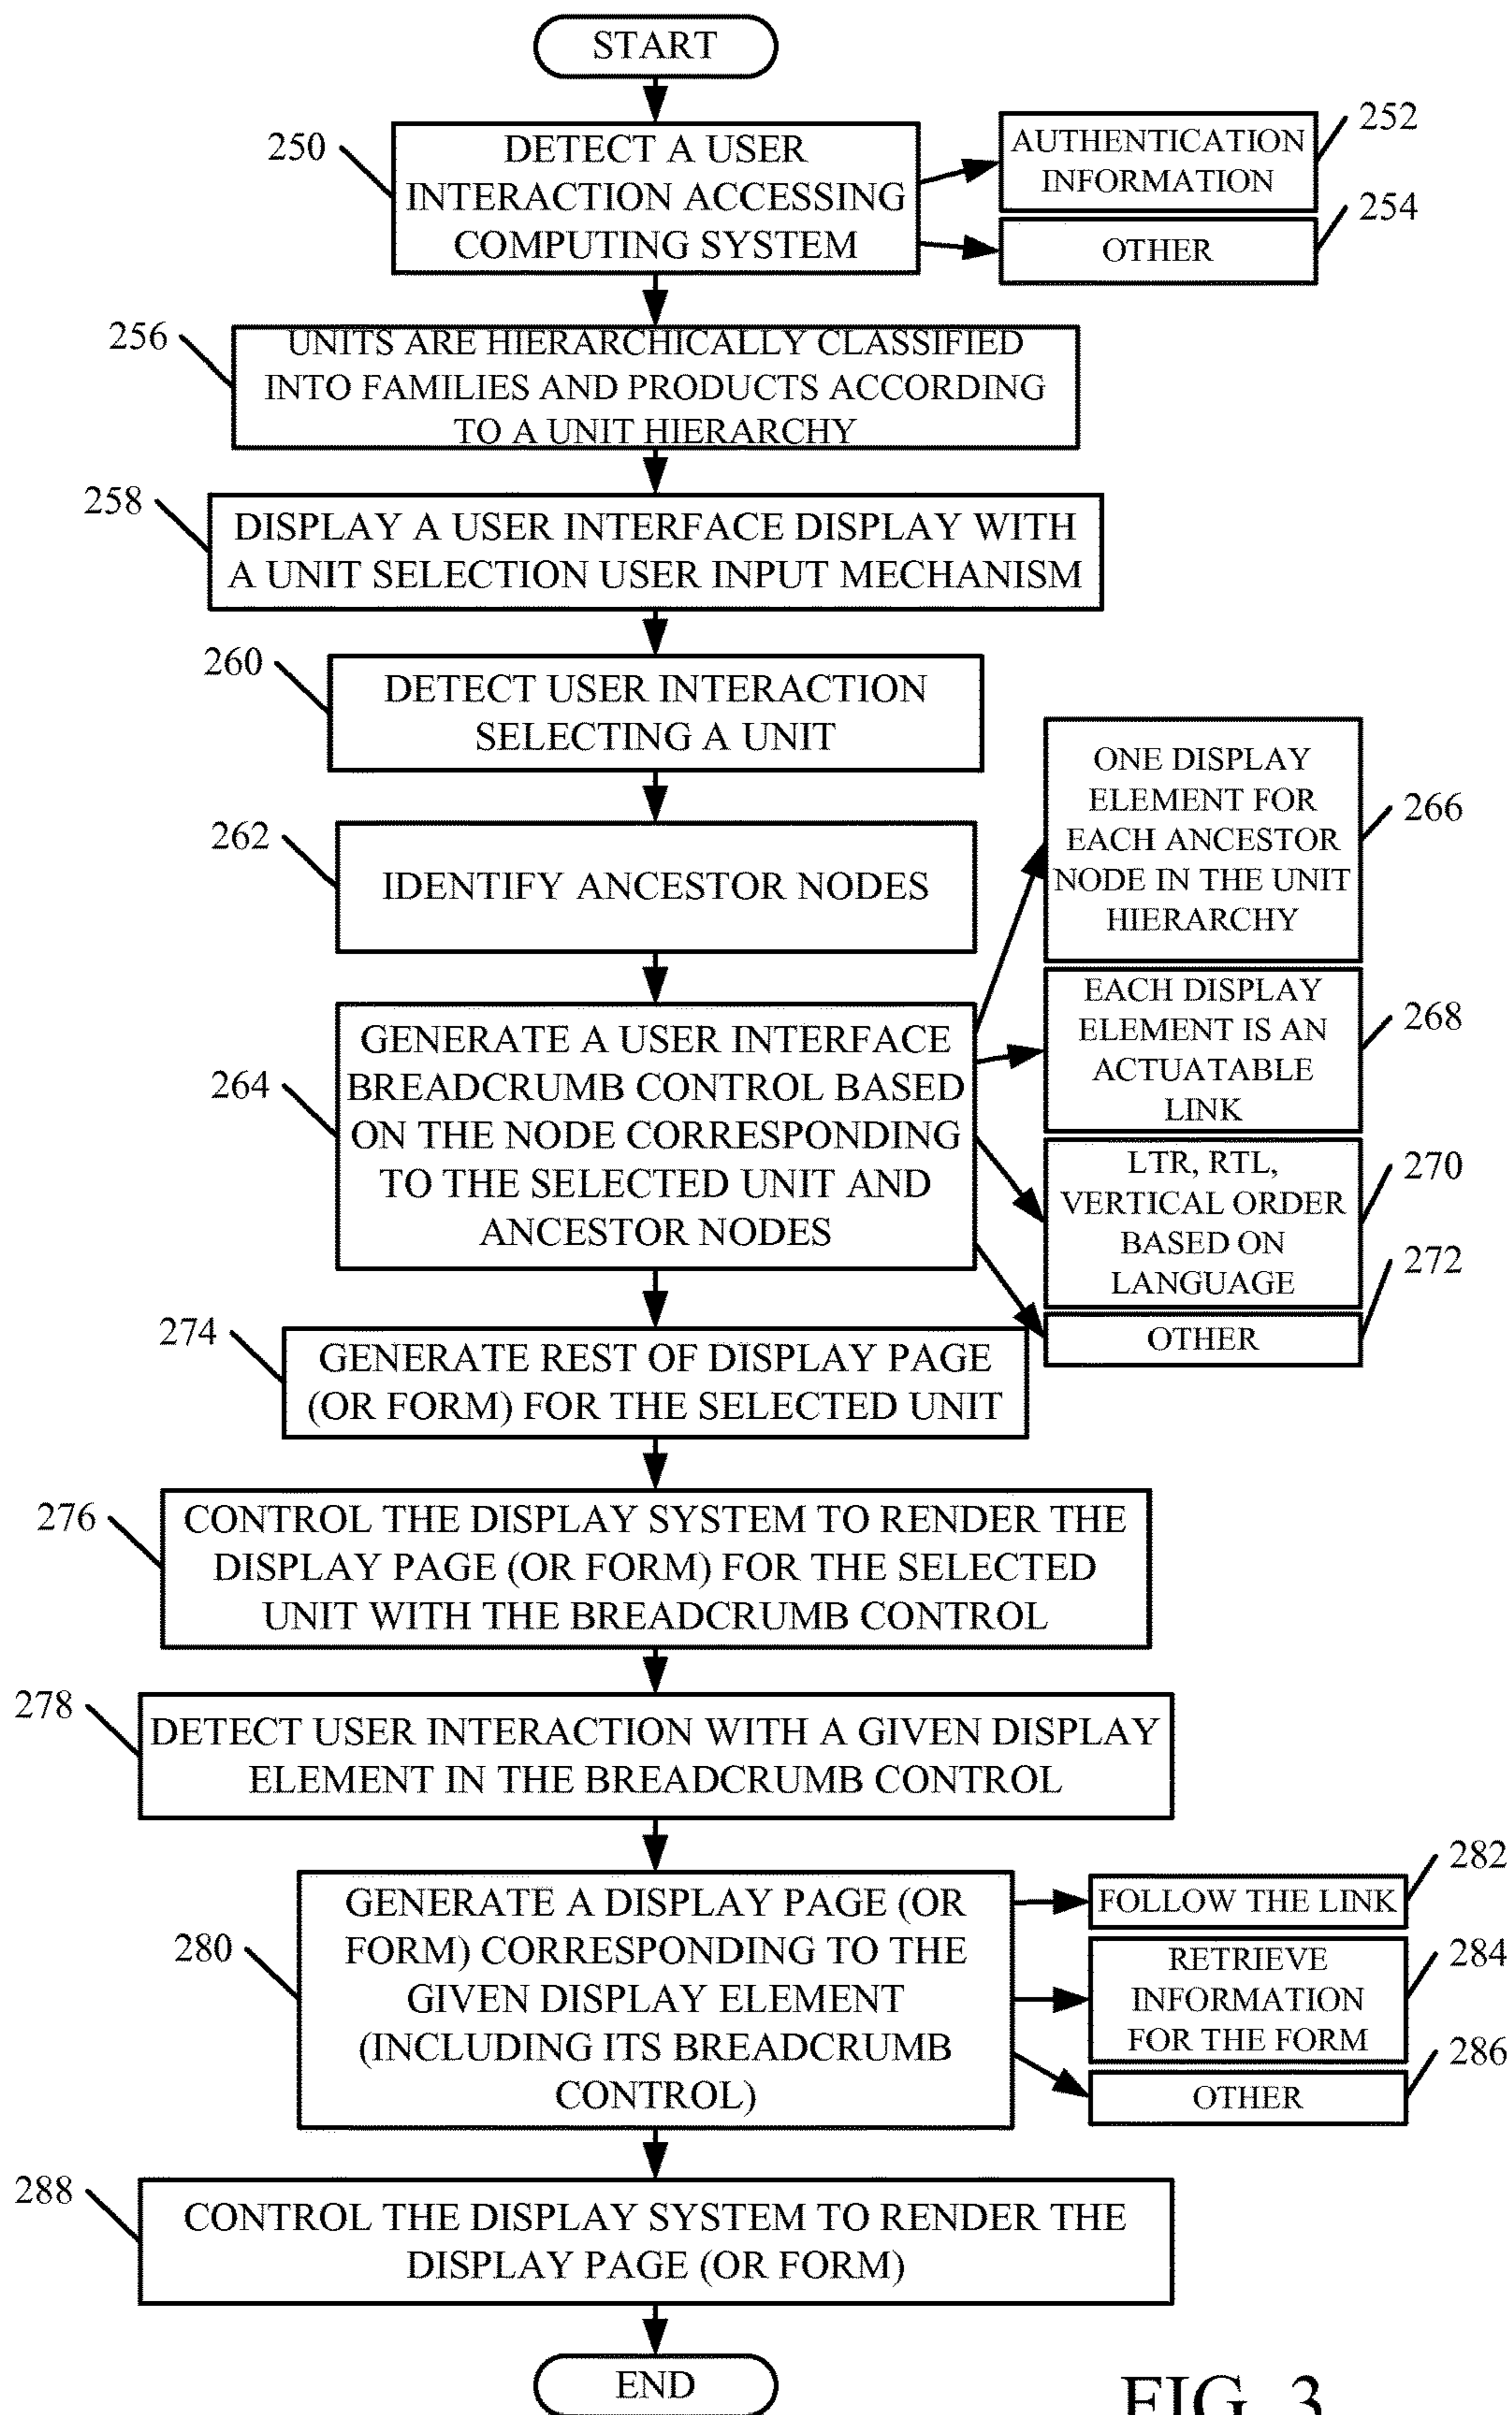 START
250
DETECT A USER
INTERACTION ACCESSING
COMPUTING SYSTEM
AUTHENTICATION
INFORMATION
252
OTHER
254
256
UNITS ARE HIERARCHICALLY CLASSIFIED
INTO FAMILIES AND PRODUCTS ACCORDING
TO A UNIT HIERARCHY
258
DISPLAY A USER INTERFACE DISPLAY WITH
A UNIT SELECTION USER INPUT MECHANISM
260
DETECT USER INTERACTION
SELECTING A UNIT
262
IDENTIFY ANCESTOR NODES
264
GENERATE A USER INTERFACE
BREADCRUMB CONTROL BASED
ON THE NODE CORRESPONDING
TO THE SELECTED UNIT AND
ANCESTOR NODES
ONE DISPLAY
ELEMENT FOR
EACH ANCESTOR
NODE IN THE UNIT
HIERARCHY
266
EACH DISPLAY
ELEMENT IS AN
ACTUATABLE
LINK
268
LTR, RTL,
VERTICAL ORDER
BASED ON
LANGUAGE
270
OTHER
272
274
GENERATE REST OF DISPLAY PAGE
(OR FORM) FOR THE SELECTED UNIT
276
CONTROL THE DISPLAY SYSTEM TO RENDER THE
DISPLAY PAGE (OR FORM) FOR THE SELECTED
UNIT WITH THE BREADCRUMB CONTROL
278
DETECT USER INTERACTION WITH A GIVEN DISPLAY
ELEMENT IN THE BREADCRUMB CONTROL
280
GENERATE A DISPLAY PAGE (OR
FORM) CORRESPONDING TO THE
GIVEN DISPLAY ELEMENT
(INCLUDING ITS BREADCRUMB
CONTROL)
FOLLOW THE LINK
282
RETRIEVE
INFORMATION
FOR THE FORM
284
OTHER
286
288
CONTROL THE DISPLAY SYSTEM TO RENDER THE
DISPLAY PAGE (OR FORM)
END
FIG. 3